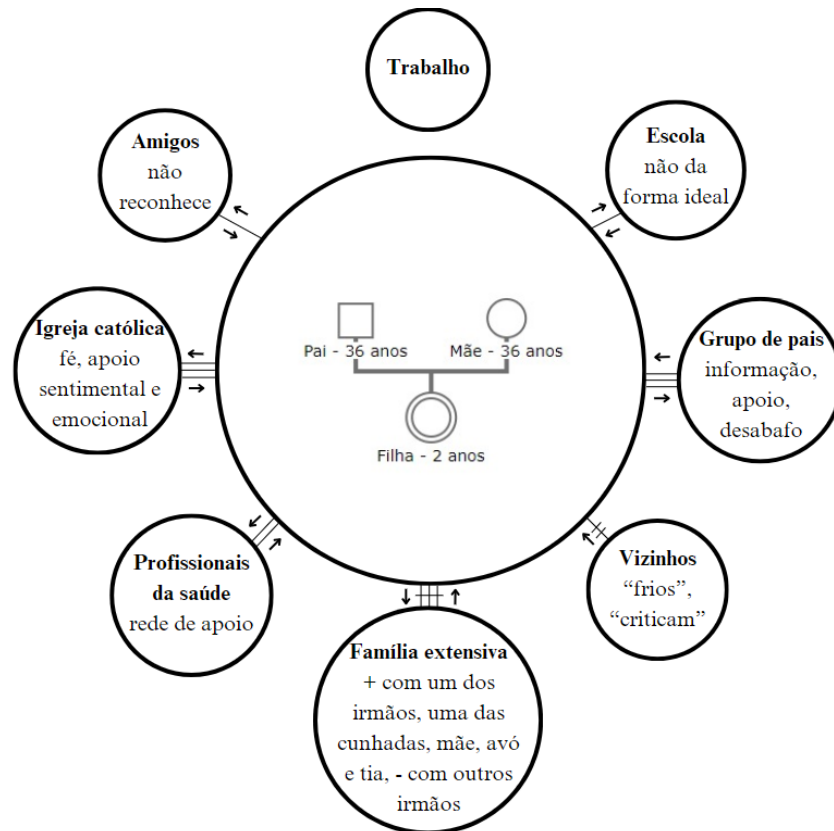 Trabalho
Amigos
não
reconhece
Escola
não da
forma ideal
Igreja católica
fé, apoio
sentimental e
emocional
Pai - 36 anos
Mãe - 36 anos
Filha - 2 anos
Grupo de pais
informação,
apoio,
desabafo
Profissionais
da saúde
rede de apoio
Vizinhos
“frios”,
“criticam”
Família extensiva
+ com um dos
irmãos, uma das
cunhadas, mãe, avó
e tia, - com outros
irmãos